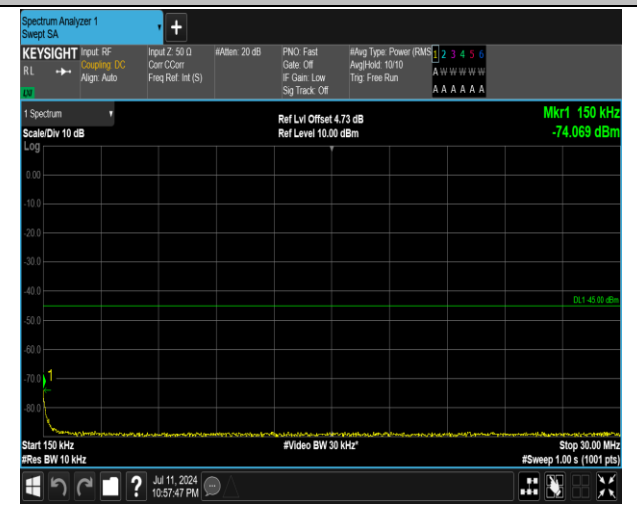 Spectrum Analyzer 1
Swept SA
+
KEYSIGHT Input: RF Input Z: 50 Ω #Atten: 20 dB PNO: Fast #Avg Type: Power (RMS 1 2 3 4 5 6
RL Coupling: DC Corr CCorr Gate: Off Avg|Hold: 10/10 A W W W W W
Align: Auto Freq Ref: Int (S) IF Gain: Low Trig: Free Run
Sig Track: Off A A A A A A
1 Spectrum Ref Lvl Offset 4.73 dB Mkr1 150 kHz
Scale/Div 10 dB Ref Level 10.00 dBm -74.069 dBm
Log
0.00
-10.0
-20.0
-30.0
-40.0
DL1 -45.00 dBm
-50.0
-60.0
-70.0 1
-80.0
Start 150 kHz #Video BW 30 kHz* Stop 30.00 MHz
#Res BW 10 kHz #Sweep 1.00 s (1001 pts)
? Jul 11, 2024
10:57:47 PM